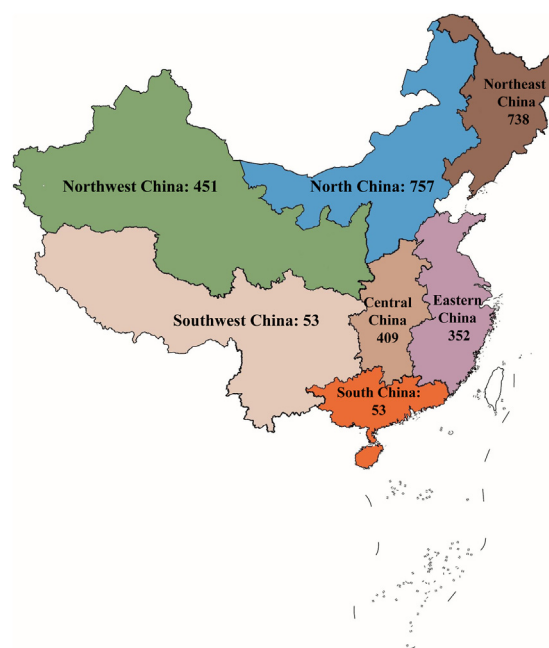 Northeast
China
738
Northwest China: 451
North China: 757
Central
China
409
Eastern
China
352
Southwest China: 53
South China:
53